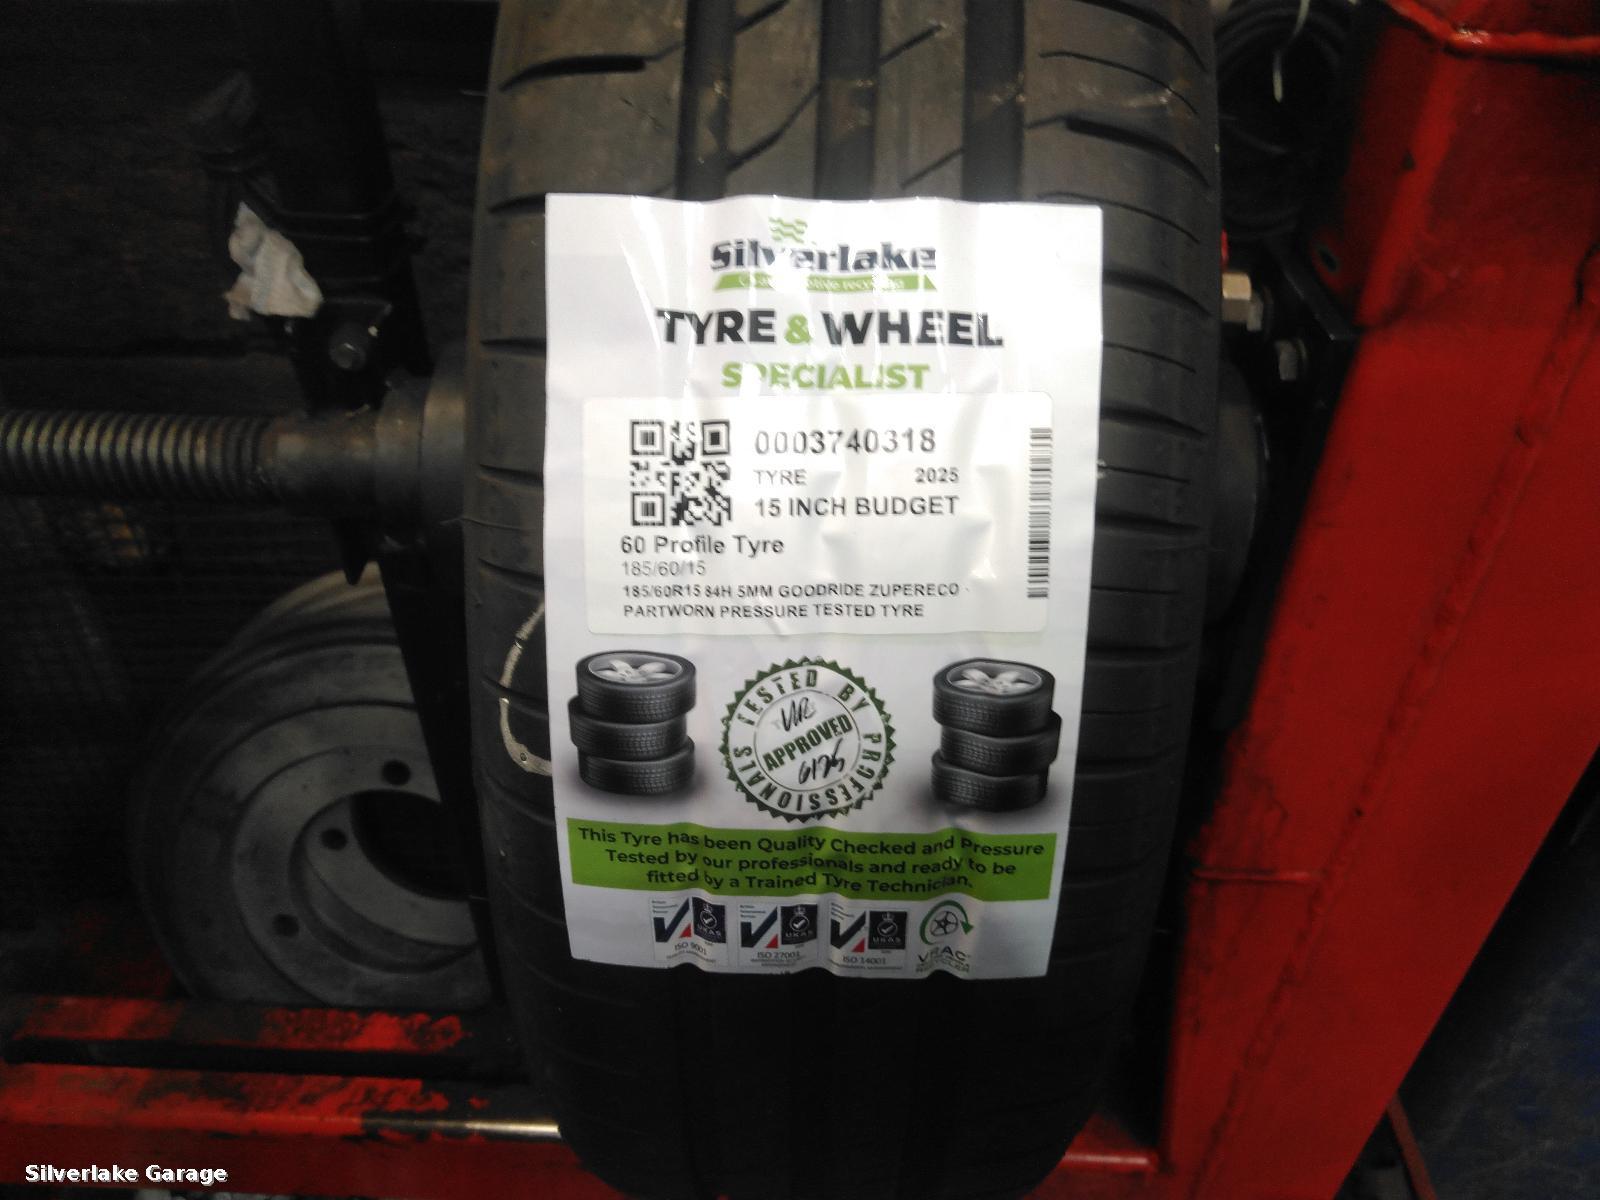 Silverlake
TYRE & WHEEL
SPECIALIST
0003740318
TYRE 2025
15 INCH BUDGET
60 Profile Tyre
185/60/15
185/60R15 84H 5MM GOODRIDE ZUPERECO -
PARTWORN PRESSURE TESTED TYRE
TESTED BY PROFESSIONALS
APPROVED
This Tyre has been Quality Checked and Pressure
Tested by our professionals and ready to be
fitted by a Trained Tyre Technician.
UKAS UKAS UKAS
ISO 9001 ISO 27001 ISO 14001
Silverlake Garage